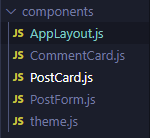 components
JS AppLayout.js
JS CommentCard.js
JS PostCard.js
JS PostForm.js
JS theme.js